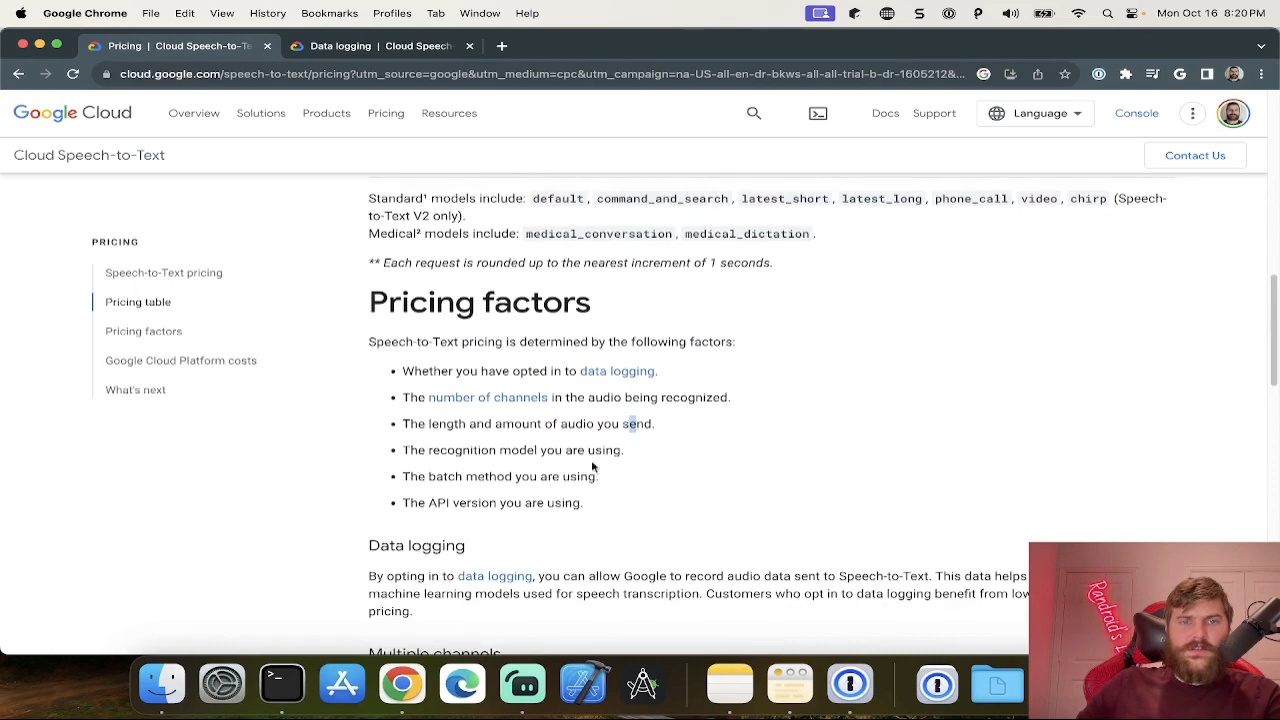 Chrome File Edit View History Bookmarks Profiles Tab Window Help Mon Oct 16 8:20 PM
Pricing | Cloud Speech-to-Te Data logging | Cloud Speech
cloud.google.com/speech-to-text/pricing?utm_source=google&utm_medium=cpc&utm_campaign=na-US-all-en-dr-bkws-all-all-trial-b-dr-1605212&...
Google Cloud Overview Solutions Products Pricing Resources Docs Support Language Console
Cloud Speech-to-Text Contact Us
Standard¹ models include: default, command_and_search, latest_short, latest_long, phone_call, video, chirp (Speech-
to-Text V2 only).
Medical² models include: medical_conversation, medical_dictation.
** Each request is rounded up to the nearest increment of 1 seconds.
PRICING
Speech-to-Text pricing
Pricing table
Pricing factors
Google Cloud Platform costs
What's next
Pricing factors
Speech-to-Text pricing is determined by the following factors:
• Whether you have opted in to data logging.
• The number of channels in the audio being recognized.
• The length and amount of audio you send.
• The recognition model you are using.
• The batch method you are using.
• The API version you are using.
Data logging
By opting in to data logging, you can allow Google to record audio data sent to Speech-to-Text. This data helps
machine learning models used for speech transcription. Customers who opt in to data logging benefit from low
pricing.
Multiple channels
Randroid's